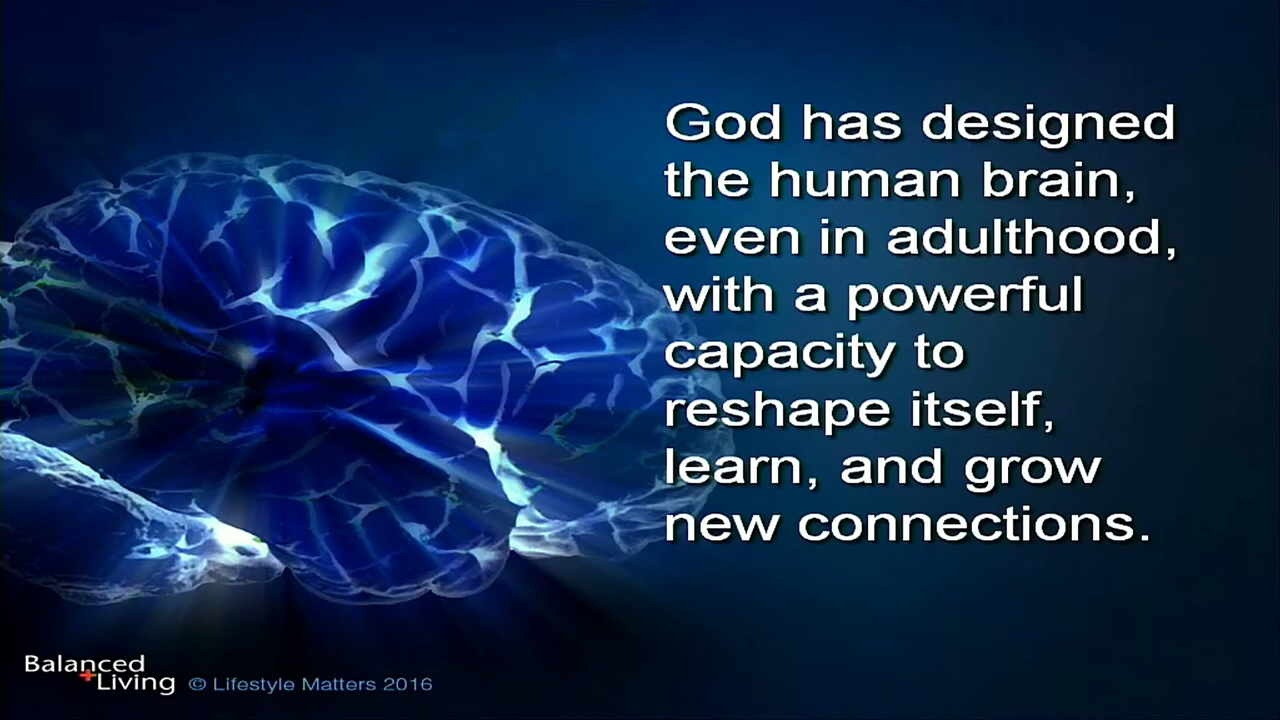 God has designed
the human brain,
even in adulthood,
with a powerful
capacity to
reshape itself,
learn, and grow
new connections.
Balanced
Living © Lifestyle Matters 2016